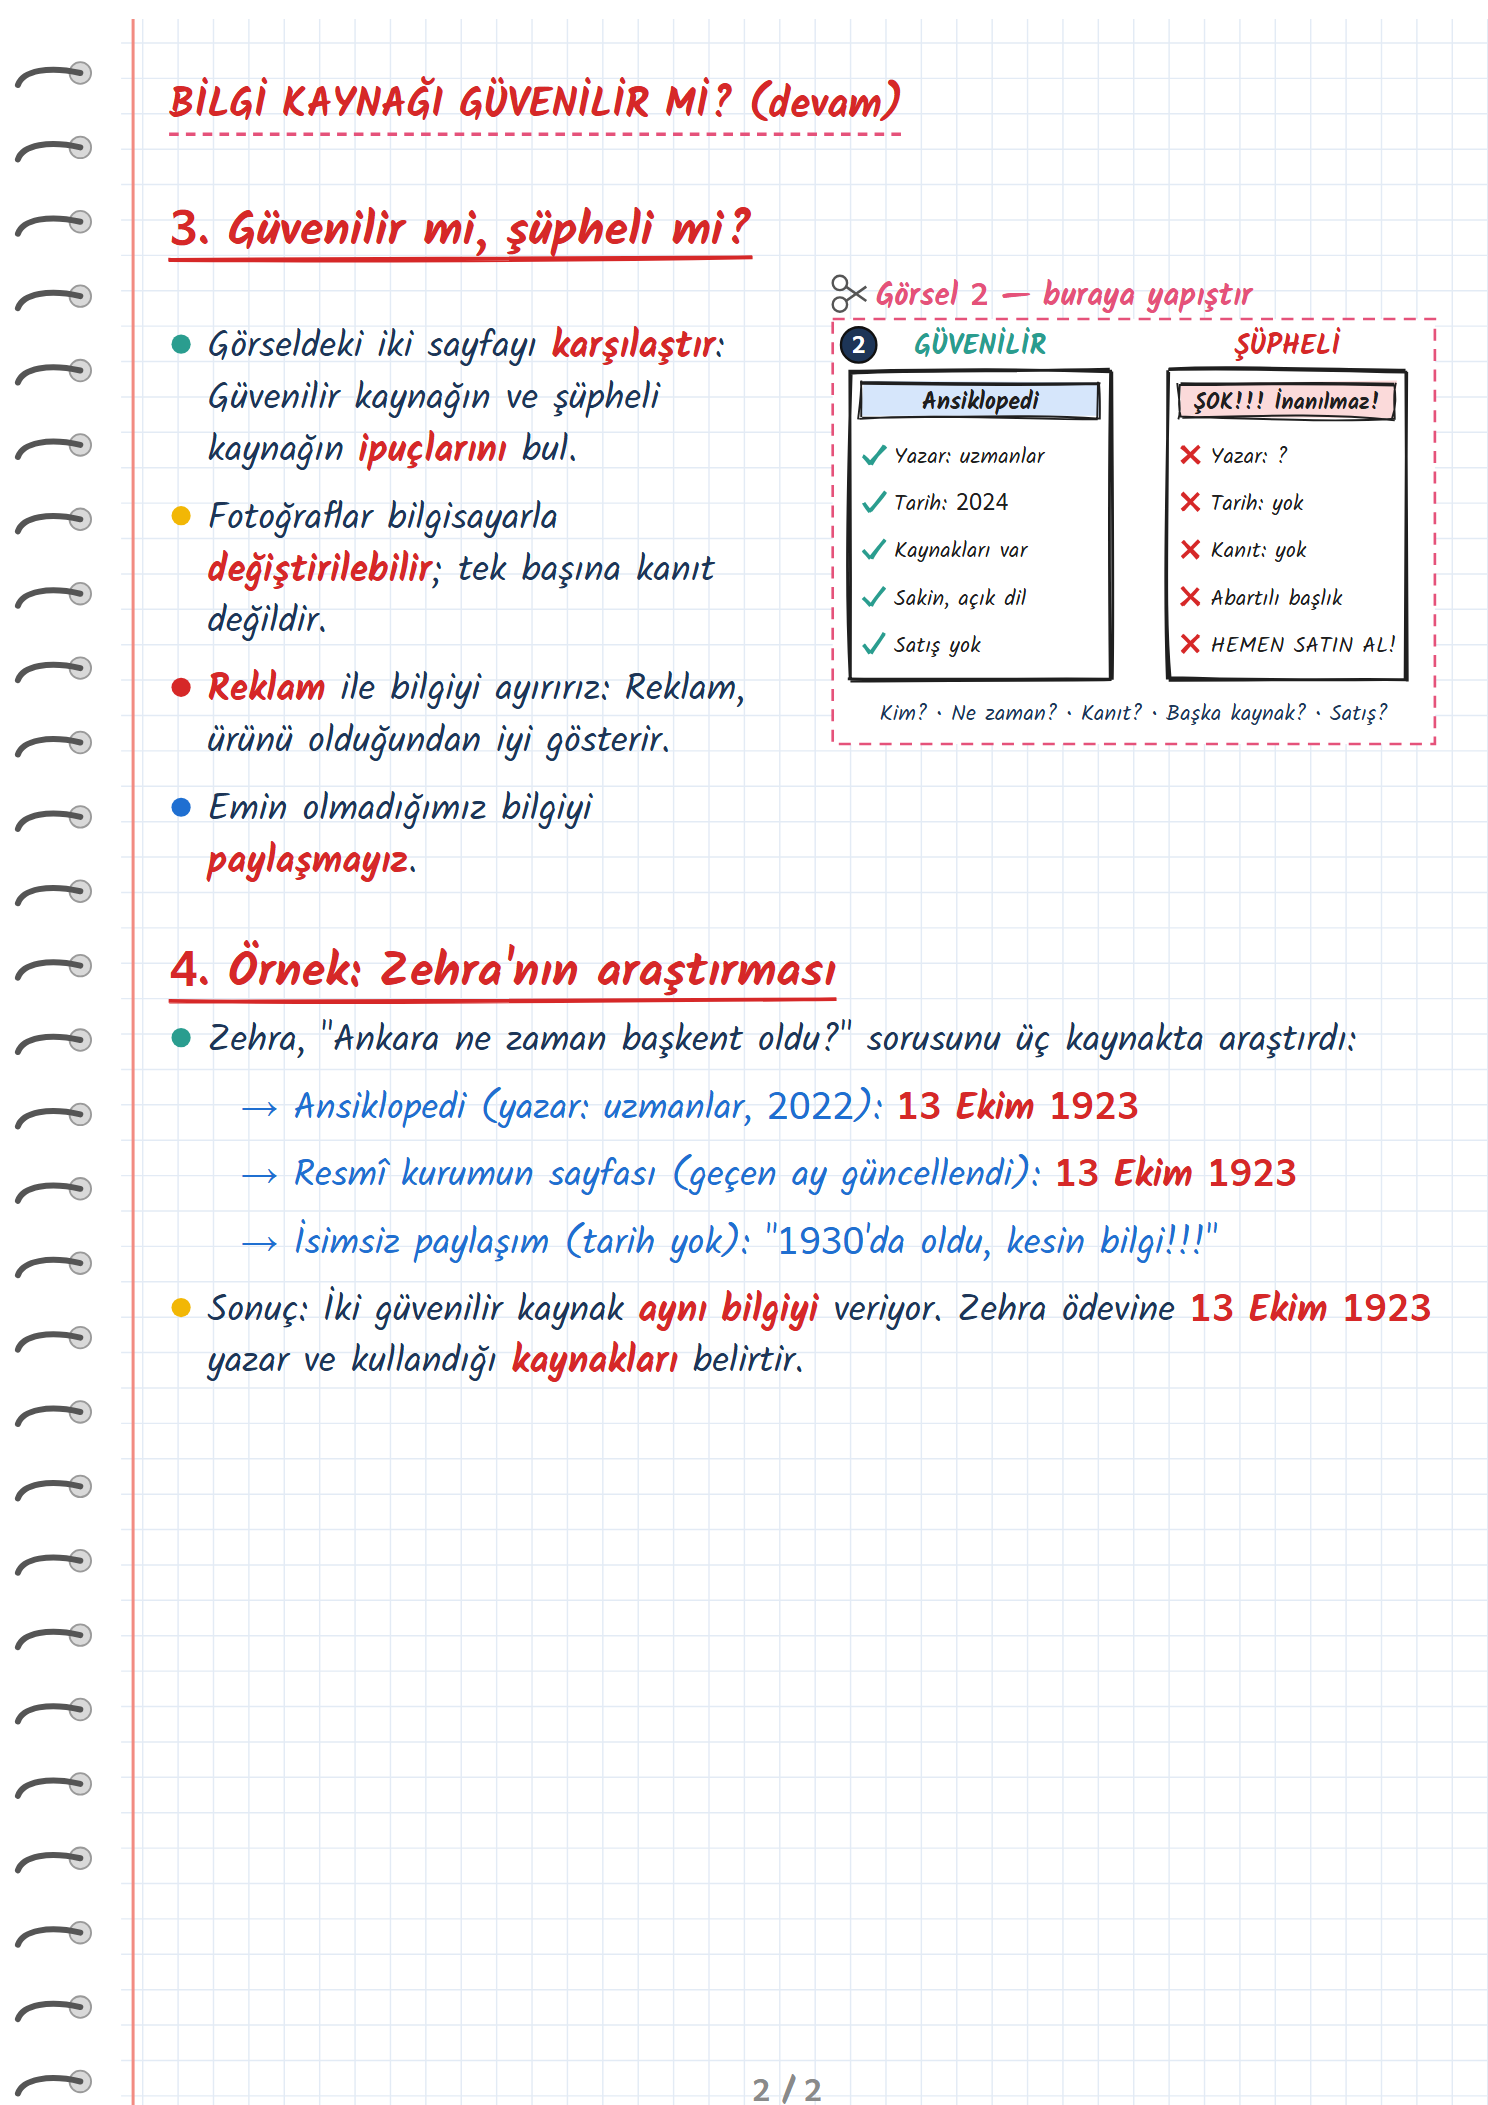 BİLGİ KAYNAĞI GÜVENİLİR Mİ? (devam)
3. Güvenilir mi, şüpheli mi?
Görseldeki iki sayfayı karşılaştır:
Güvenilir kaynağın ve şüpheli
kaynağın ipuçlarını bul.
Fotoğraflar bilgisayarla
değiştirilebilir; tek başına kanıt
değildir.
Reklam ile bilgiyi ayırırız: Reklam,
ürünü olduğundan iyi gösterir.
Emin olmadığımız bilgiyi
paylaşmayız.
Görsel 2 — buraya yapıştır
2
GÜVENİLİR
Ansiklopedi
Yazar: uzmanlar
Tarih: 2024
Kaynakları var
Sakin, açık dil
Satış yok
ŞÜPHELİ
ŞOK!!! İnanılmaz!
Yazar: ?
Tarih: yok
Kanıt: yok
Abartılı başlık
HEMEN SATIN AL!
Kim? · Ne zaman? · Kanıt? · Başka kaynak? · Satış?
4. Örnek: Zehra'nın araştırması
Zehra, "Ankara ne zaman başkent oldu?" sorusunu üç kaynakta araştırdı:
→ Ansiklopedi (yazar: uzmanlar, 2022): 13 Ekim 1923
→ Resmî kurumun sayfası (geçen ay güncellendi): 13 Ekim 1923
→ İsimsiz paylaşım (tarih yok): "1930'da oldu, kesin bilgi!!!"
Sonuç: İki güvenilir kaynak aynı bilgiyi veriyor. Zehra ödevine 13 Ekim 1923
yazar ve kullandığı kaynakları belirtir.
2 / 2